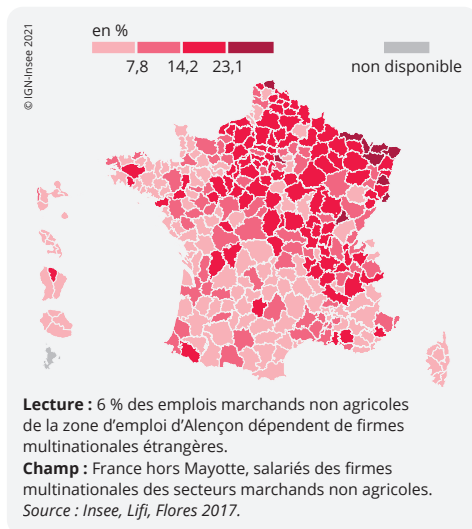 © IGN-Insee 2021
en %
7,8 14,2 23,1
non disponible
Lecture : 6 % des emplois marchands non agricoles
de la zone d’emploi d’Alençon dépendent de firmes
multinationales étrangères.
Champ : France hors Mayotte, salariés des firmes
multinationales des secteurs marchands non agricoles.
Source : Insee, Lifi, Flores 2017.